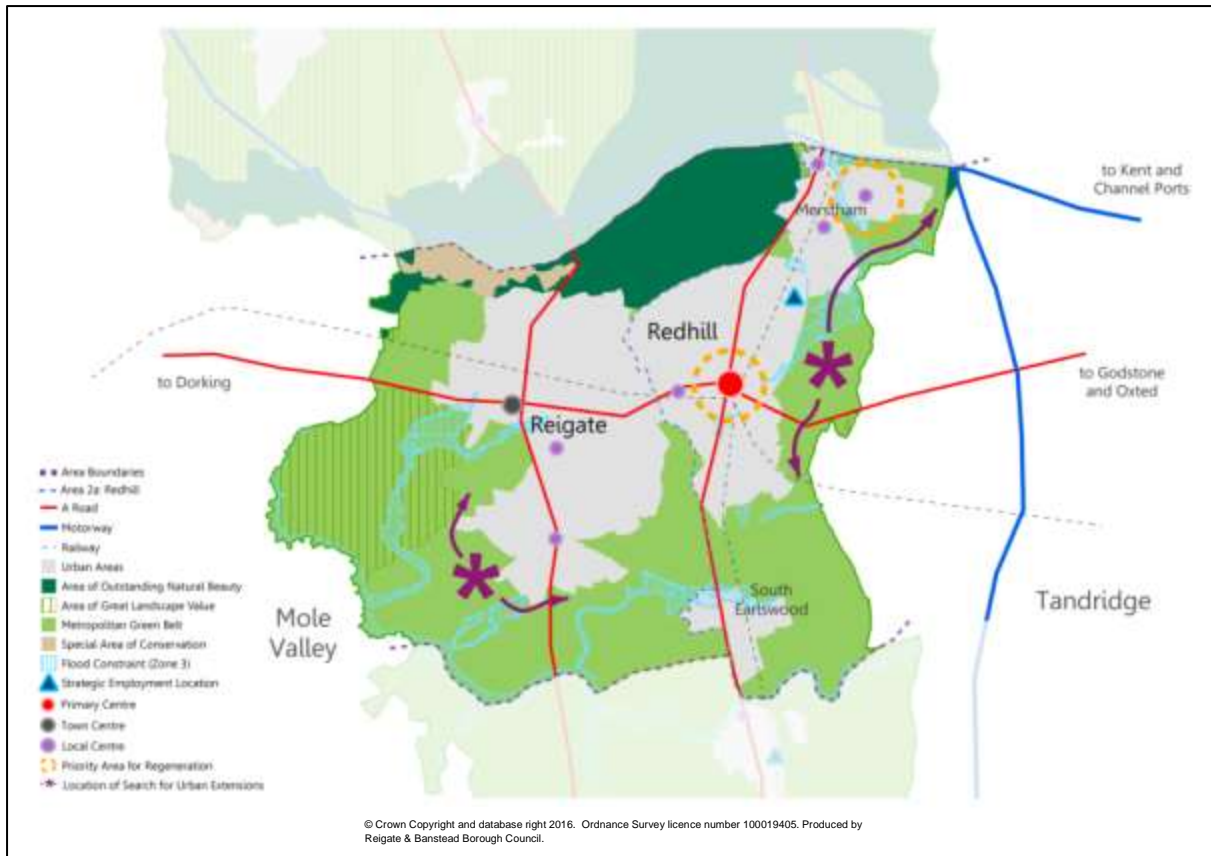 to Kent and
Channel Ports
Merstham
Redhill
to Dorking
to Godstone
and Oxted
Reigate
Area Boundaries
Area 2a: Redhill
A Road
Motorway
Railway
Urban Areas
Area of Outstanding Natural Beauty
Area of Great Landscape Value
Metropolitan Green Belt
Special Area of Conservation
Flood Constraint (Zone 3)
Strategic Employment Location
Primary Centre
Town Centre
Local Centre
Priority Area for Regeneration
Location of Search for Urban Extensions
Mole
Valley
South
Earlswood
Tandridge
© Crown Copyright and database right 2016. Ordnance Survey licence number 100019405. Produced by
Reigate & Banstead Borough Council.